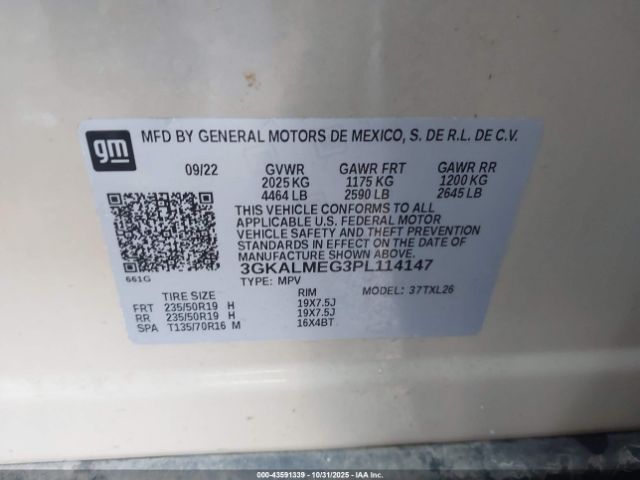 gm
MFD BY GENERAL MOTORS DE MEXICO, S. DE R.L. DE C.V.
09/22 GVWR GAWR FRT GAWR RR
2025 KG 1175 KG 1200 KG
4464 LB 2590 LB 2645 LB
THIS VEHICLE CONFORMS TO ALL
APPLICABLE U.S. FEDERAL MOTOR
VEHICLE SAFETY AND THEFT PREVENTION
STANDARDS IN EFFECT ON THE DATE OF
MANUFACTURE SHOWN ABOVE.
661G
3GKALMEG3PL114147
TYPE: MPV MODEL: 37TXL26
TIRE SIZE RIM
FRT 235/50R19 H 19X7.5J
RR 235/50R19 H 19X7.5J
SPA T135/70R16 M 16X4BT
© IAA - 43591339 - 10/31/2025 - IAAI.COM